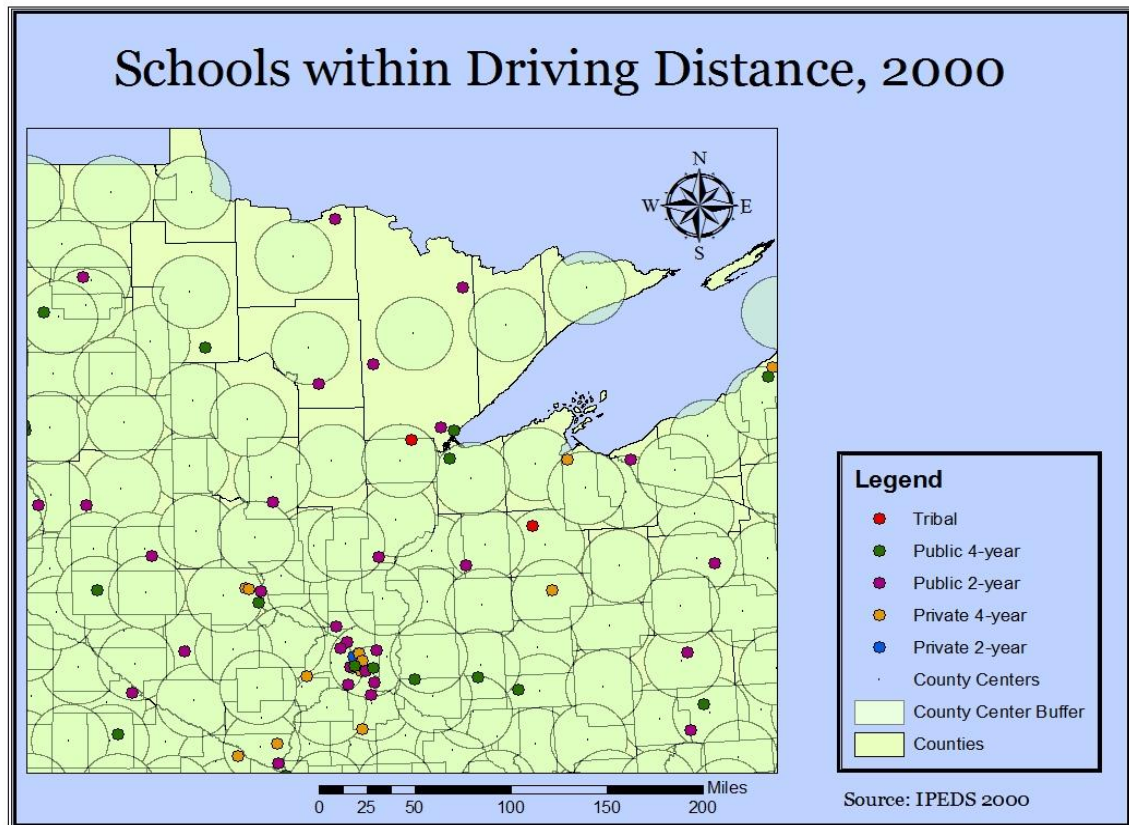 Schools within Driving Distance, 2000
N
W E
S
Legend
Tribal
Public 4-year
Public 2-year
Private 4-year
Private 2-year
County Centers
County Center Buffer
Counties
Miles
0 25 50 100 150 200
Source: IPEDS 2000